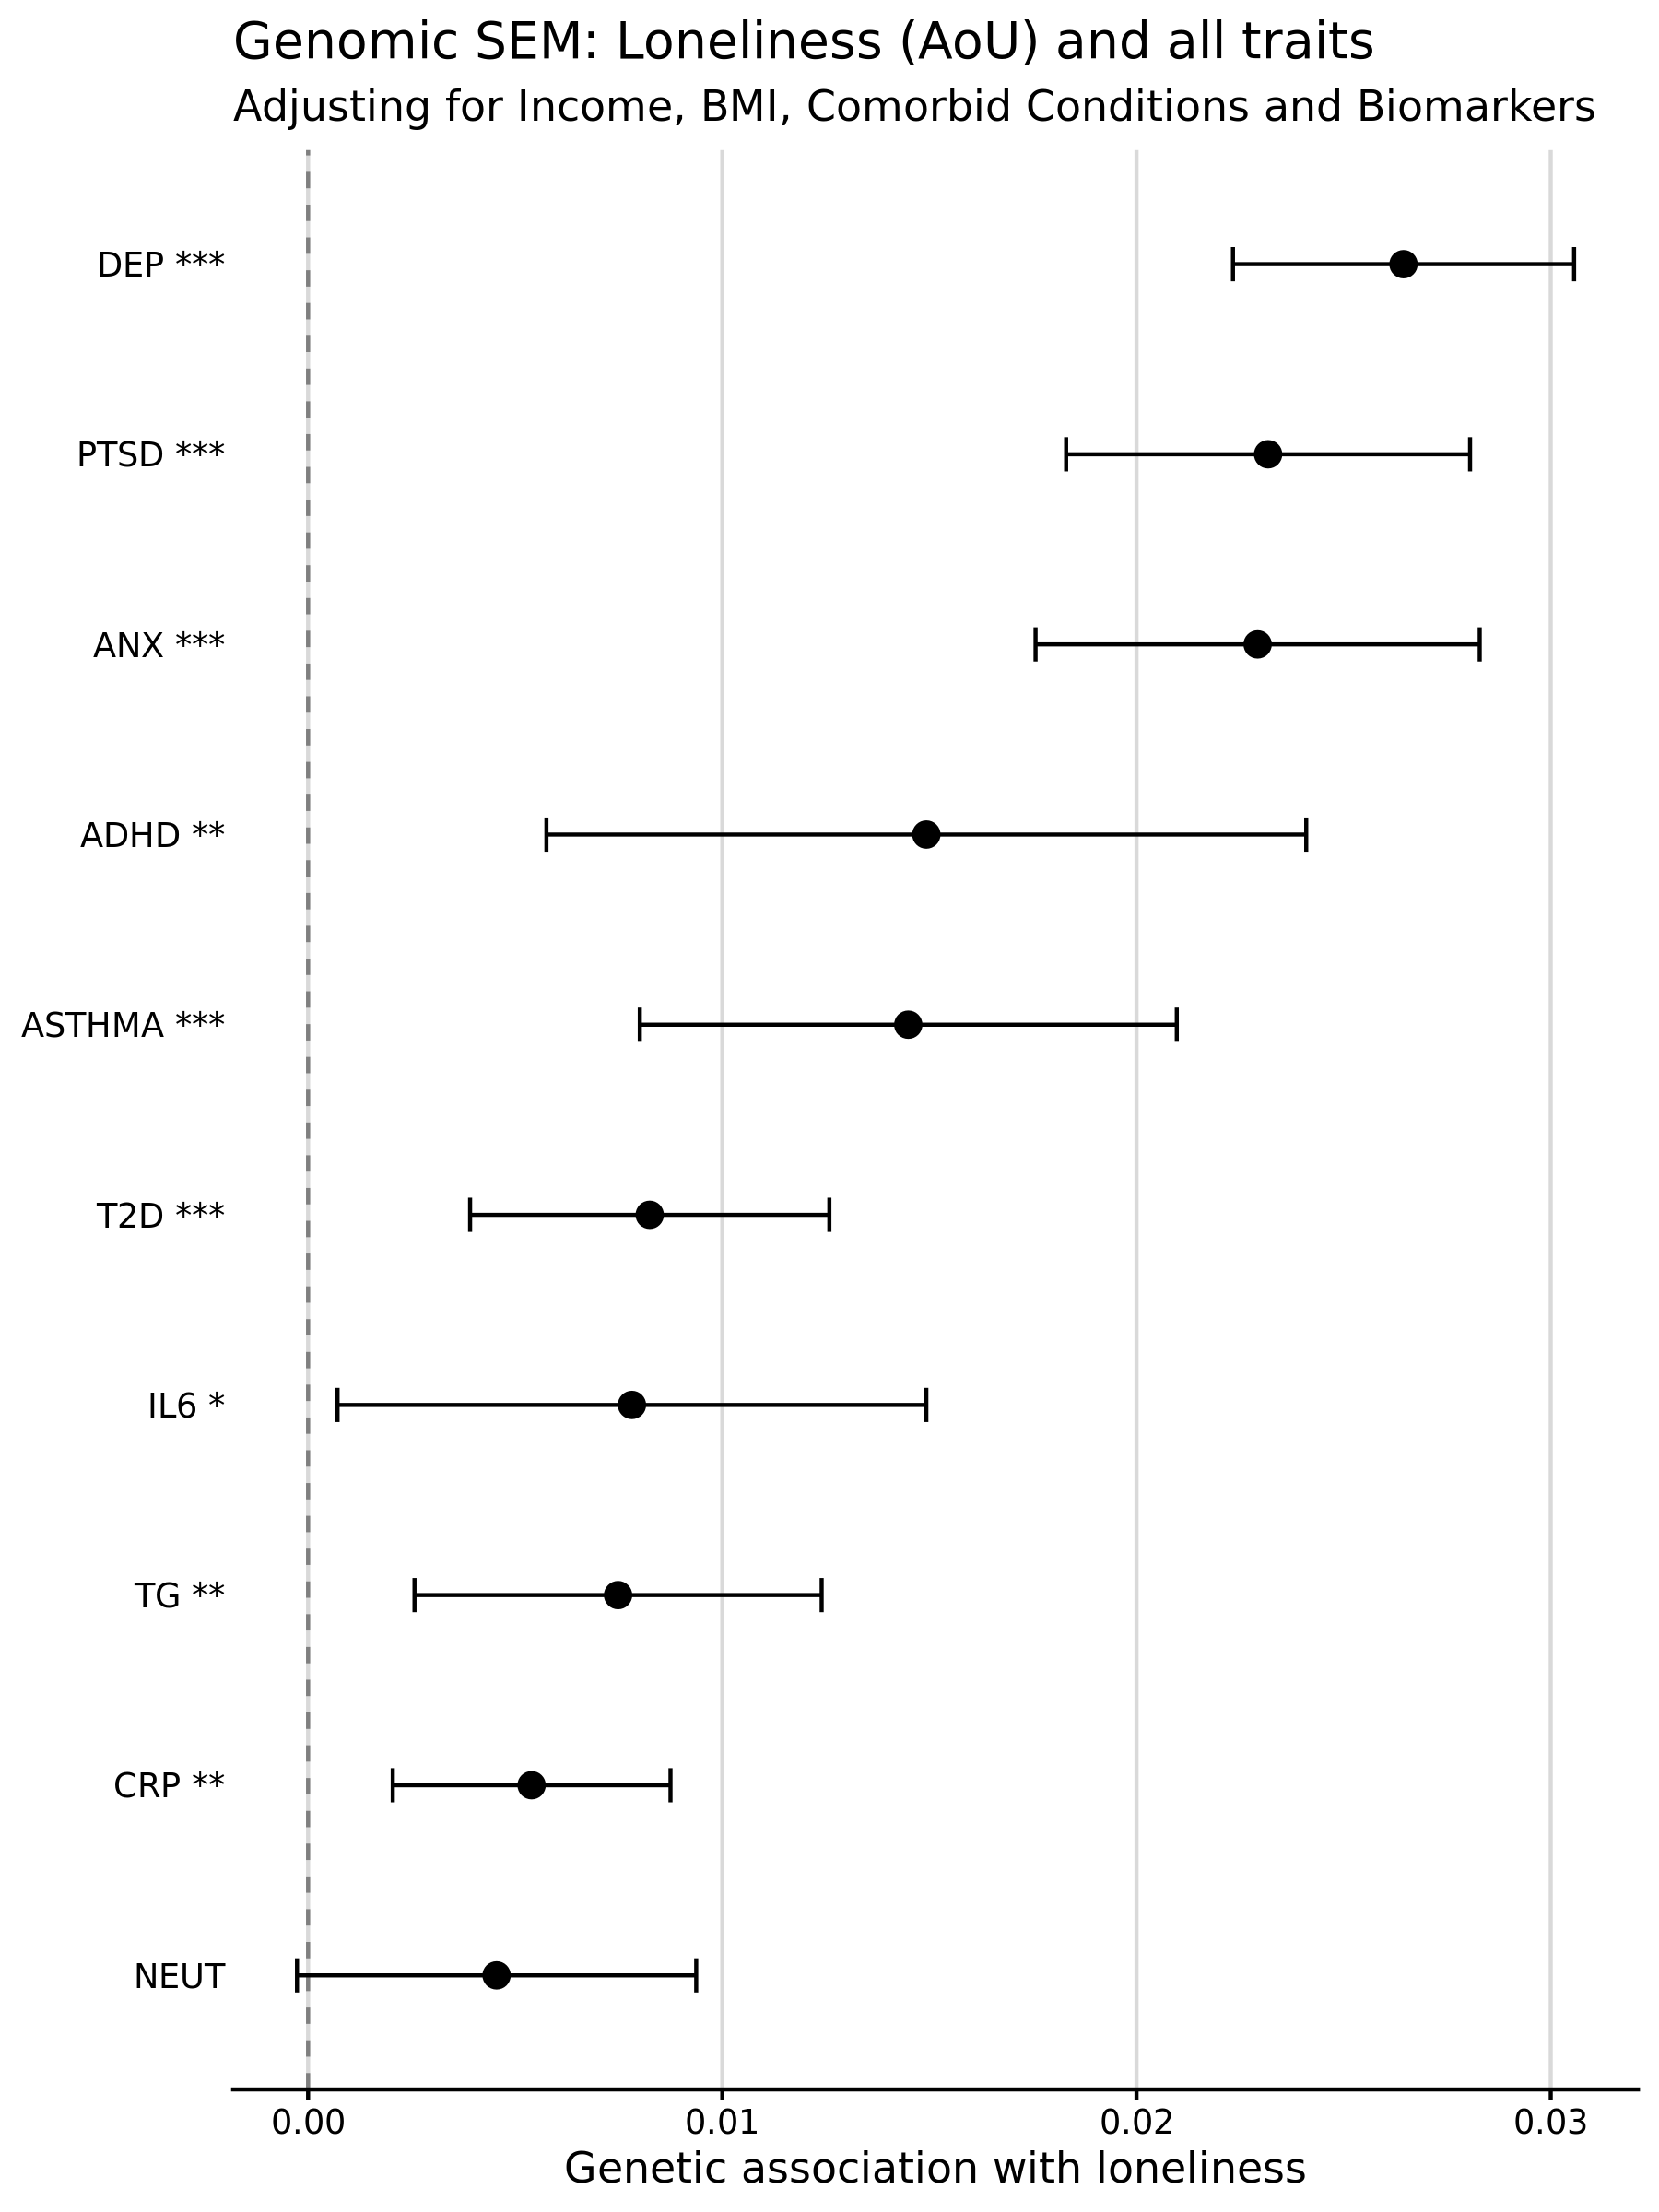 Genomic SEM: Loneliness (AoU) and all traits
Adjusting for Income, BMI, Comorbid Conditions and Biomarkers
DEP ***
PTSD ***
ANX ***
ADHD **
ASTHMA ***
T2D ***
IL6 *
TG **
CRP **
NEUT
0.00 0.01 0.02 0.03
Genetic association with loneliness